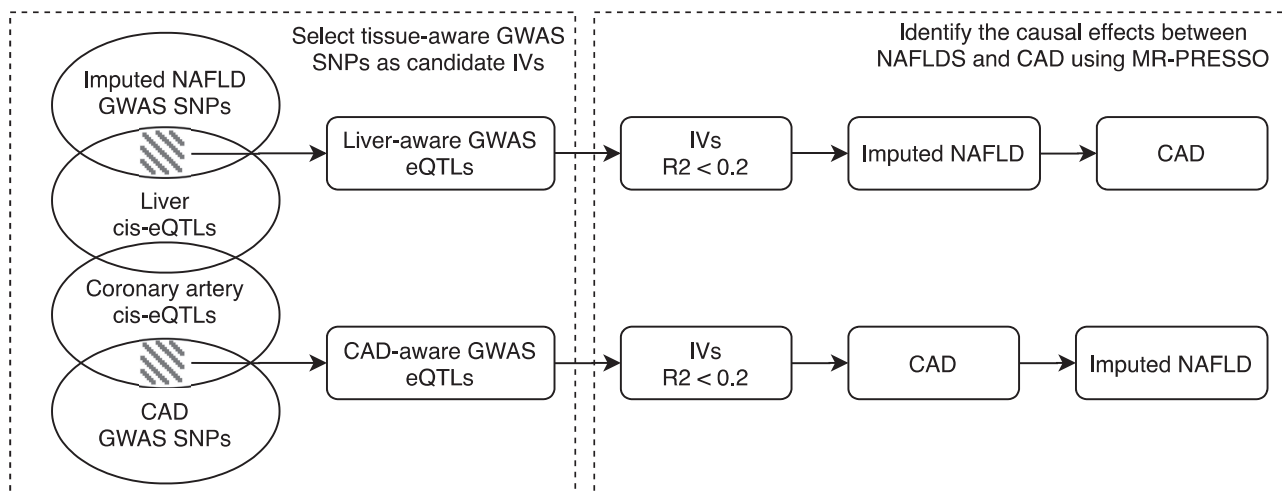 Select tissue-aware GWAS
SNPs as candidate IVs
Imputed NAFLD
GWAS SNPs
Liver
cis-eQTLs
Coronary artery
cis-eQTLs
CAD
GWAS SNPs
Liver-aware GWAS
eQTLs
CAD-aware GWAS
eQTLs
Identify the causal effects between
NAFLDS and CAD using MR-PRESSO
IVs
R2 < 0.2
Imputed NAFLD
CAD
IVs
R2 < 0.2
CAD
Imputed NAFLD